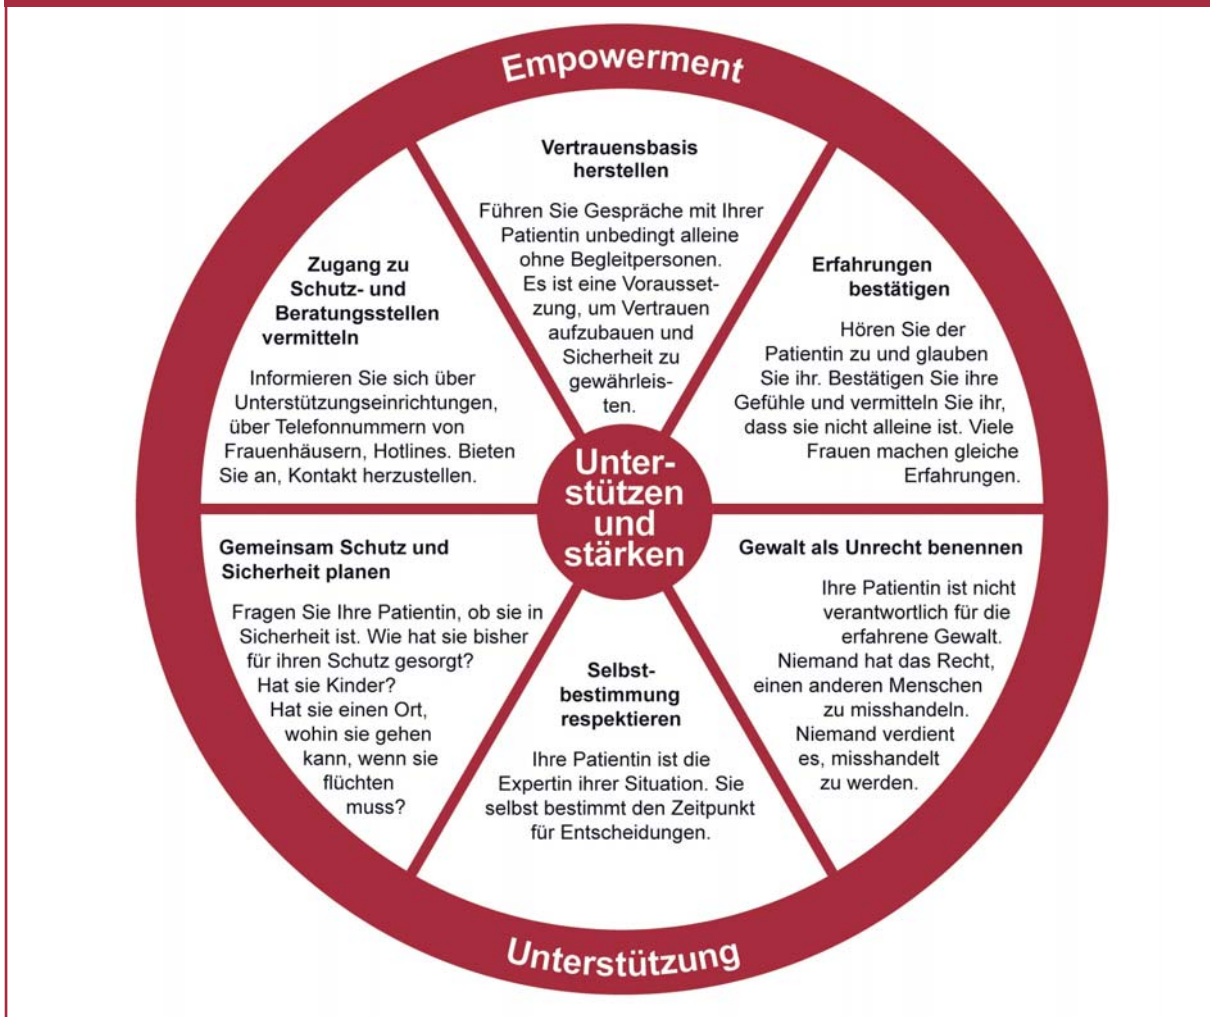 Empowerment
Vertrauensbasis
herstellen
Führen Sie Gespräche mit Ihrer
Patientin unbedingt alleine
ohne Begleitpersonen.
Es ist eine Vorausset-
zung, um Vertrauen
aufzubauen und
Sicherheit zu
gewährleis-
ten.
Erfahrungen
bestätigen
Hören Sie der
Patientin zu und glauben
Sie ihr. Bestätigen Sie ihre
Gefühle und vermitteln Sie ihr,
dass sie nicht alleine ist. Viele
Frauen machen gleiche
Erfahrungen.
Gewalt als Unrecht benennen
Ihre Patientin ist nicht
verantwortlich für die
erfahrene Gewalt.
Niemand hat das Recht,
einen anderen Menschen
zu misshandeln.
Niemand verdient
es, misshandelt
zu werden.
Selbst-
bestimmung
respektieren
Ihre Patientin ist die
Expertin ihrer Situation. Sie
selbst bestimmt den Zeitpunkt
für Entscheidungen.
Gemeinsam Schutz und
Sicherheit planen
Fragen Sie Ihre Patientin, ob sie in
Sicherheit ist. Wie hat sie bisher
für ihren Schutz gesorgt?
Hat sie Kinder?
Hat sie einen Ort,
wohin sie gehen
kann, wenn sie
flüchten
muss?
Zugang zu
Schutz- und
Beratungsstellen
vermitteln
Informieren Sie sich über
Unterstützungseinrichtungen,
über Telefonnummern von
Frauenhäusern, Hotlines. Bieten
Sie an, Kontakt herzustellen.
Unter-
stützen
und
stärken
Unterstützung